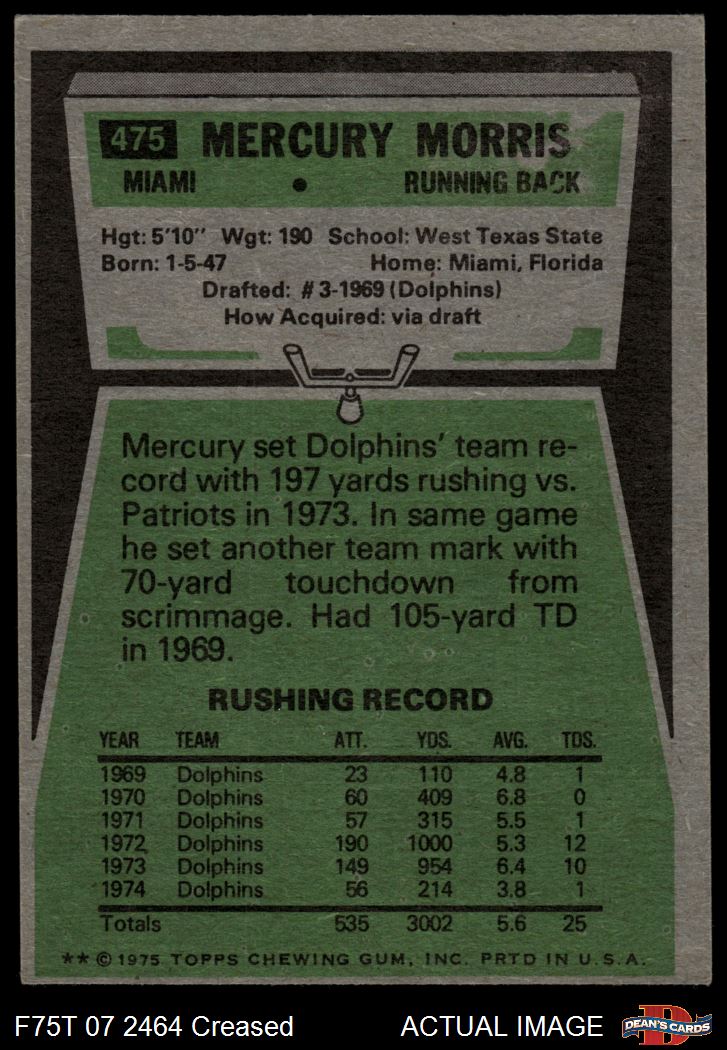 475 MERCURY MORRIS
MIAMI • RUNNING BACK
Hgt: 5'10" Wgt: 190 School: West Texas State
Born: 1-5-47 Home: Miami, Florida
Drafted: #3-1969 (Dolphins)
How Acquired: via draft
Mercury set Dolphins' team re-
cord with 197 yards rushing vs.
Patriots in 1973. In same game
he set another team mark with
70-yard touchdown from
scrimmage. Had 105-yard TD
in 1969.
RUSHING RECORD
YEAR TEAM ATT. YDS. AVG. TDS.
1969 Dolphins 23 110 4.8 1
1970 Dolphins 60 409 6.8 0
1971 Dolphins 57 315 5.5 1
1972 Dolphins 190 1000 5.3 12
1973 Dolphins 149 954 6.4 10
1974 Dolphins 56 214 3.8 1
Totals 535 3002 5.6 25
** © 1975 TOPPS CHEWING GUM, INC. PRTD IN U.S.A.
F75T 07 2464 Creased ACTUAL IMAGE D DEAN'S CARDS